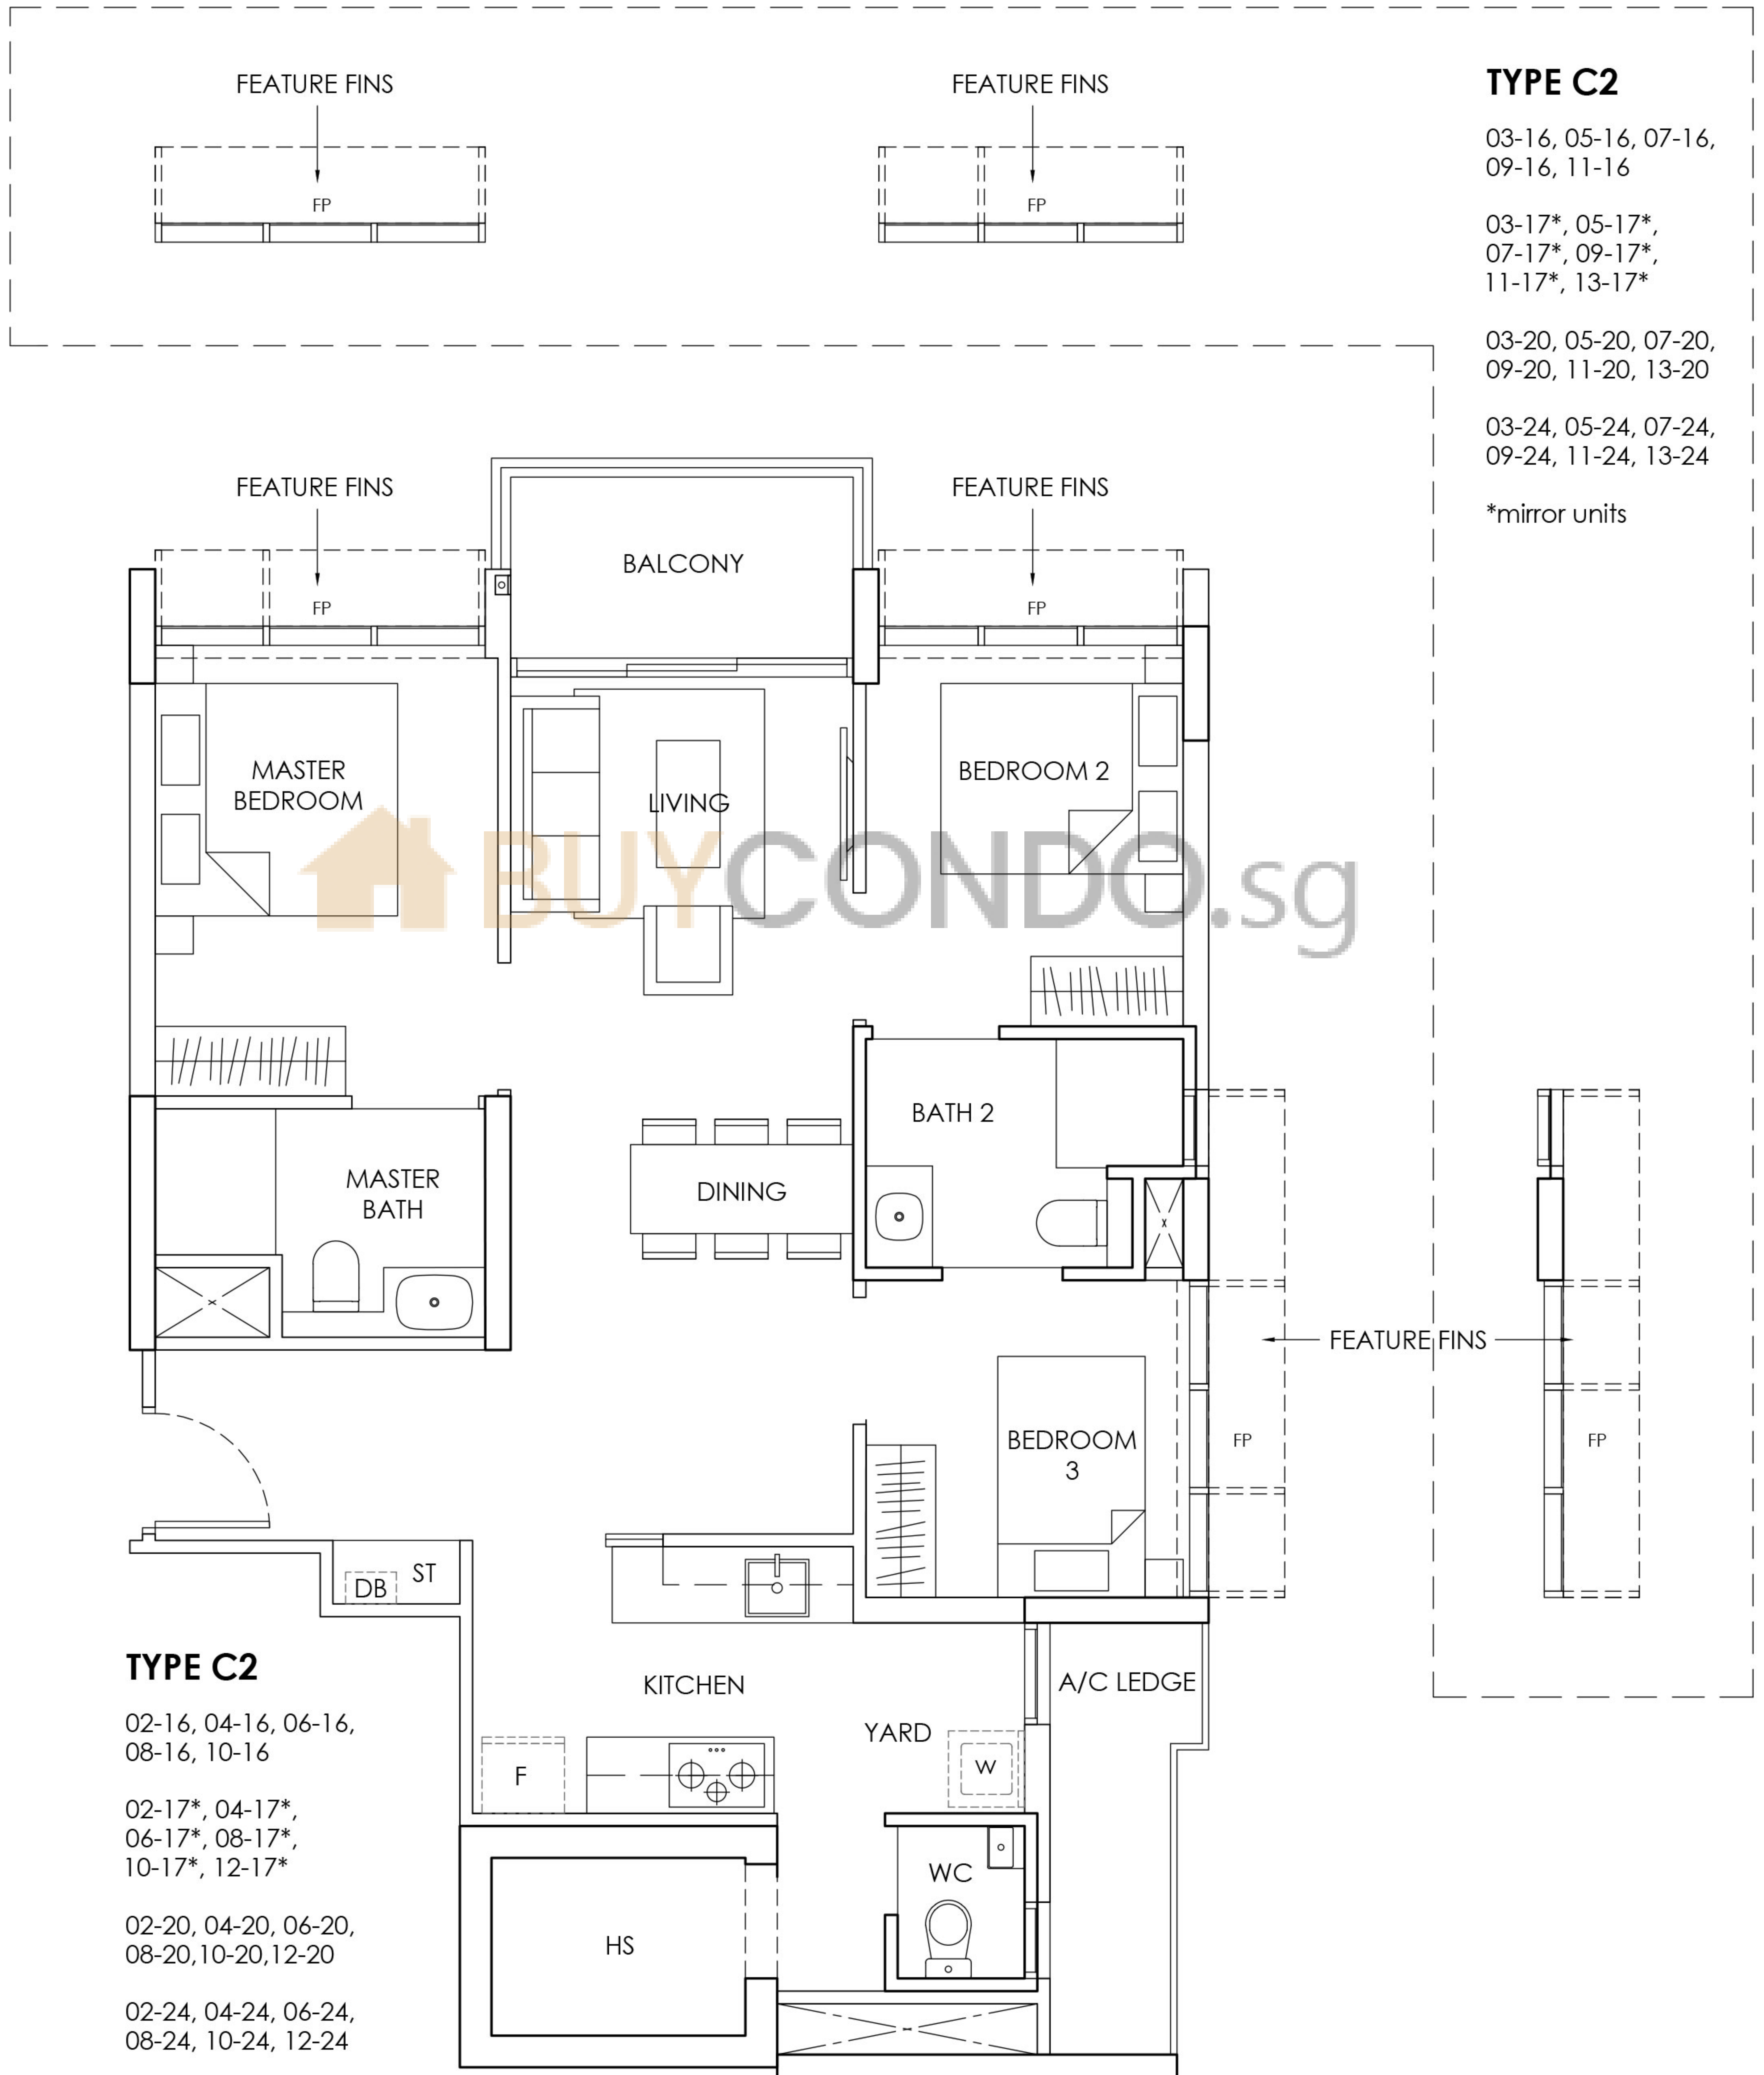 FEATURE FINS
FP
FEATURE FINS
FP
TYPE C2
03-16, 05-16, 07-16,
09-16, 11-16
03-17*, 05-17*,
07-17*, 09-17*,
11-17*, 13-17*
03-20, 05-20, 07-20,
09-20, 11-20, 13-20
03-24, 05-24, 07-24,
09-24, 11-24, 13-24
*mirror units
FEATURE FINS
FP
BALCONY
FEATURE FINS
FP
MASTER
BEDROOM
LIVING
BEDROOM 2
BUYCONDO.sg
BATH 2
MASTER
BATH
DINING
FEATURE FINS
BEDROOM
3
FP
FP
DB
ST
KITCHEN
A/C LEDGE
YARD
F
W
WC
HS
TYPE C2
02-16, 04-16, 06-16,
08-16, 10-16
02-17*, 04-17*,
06-17*, 08-17*,
10-17*, 12-17*
02-20, 04-20, 06-20,
08-20,10-20,12-20
02-24, 04-24, 06-24,
08-24, 10-24, 12-24